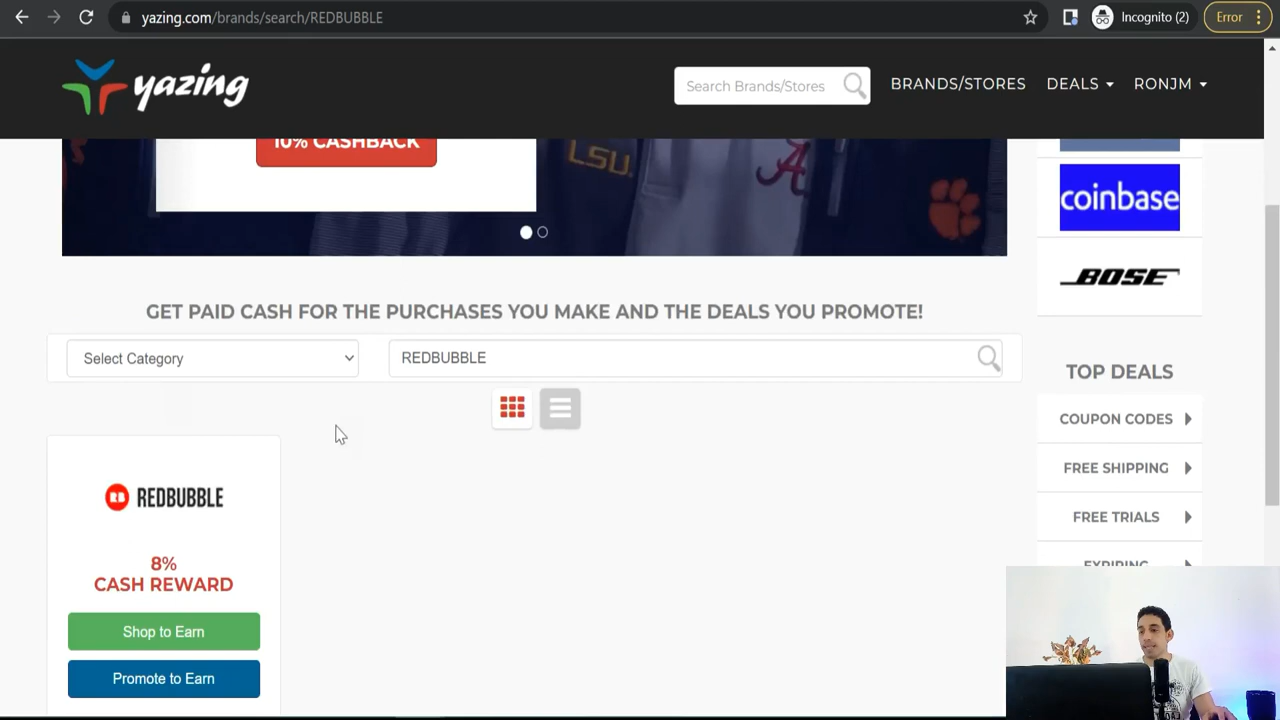 yazing.com/brands/search/REDBUBBLE
Incognito (2)
Error
yazing
Search Brands/Stores
BRANDS/STORES
DEALS
RONJM
10% CASHBACK
LSU
A
coinbase
BOSE
GET PAID CASH FOR THE PURCHASES YOU MAKE AND THE DEALS YOU PROMOTE!
Select Category
REDBUBBLE
TOP DEALS
COUPON CODES
FREE SHIPPING
FREE TRIALS
EXPIRING
RB REDBUBBLE
8%
CASH REWARD
Shop to Earn
Promote to Earn